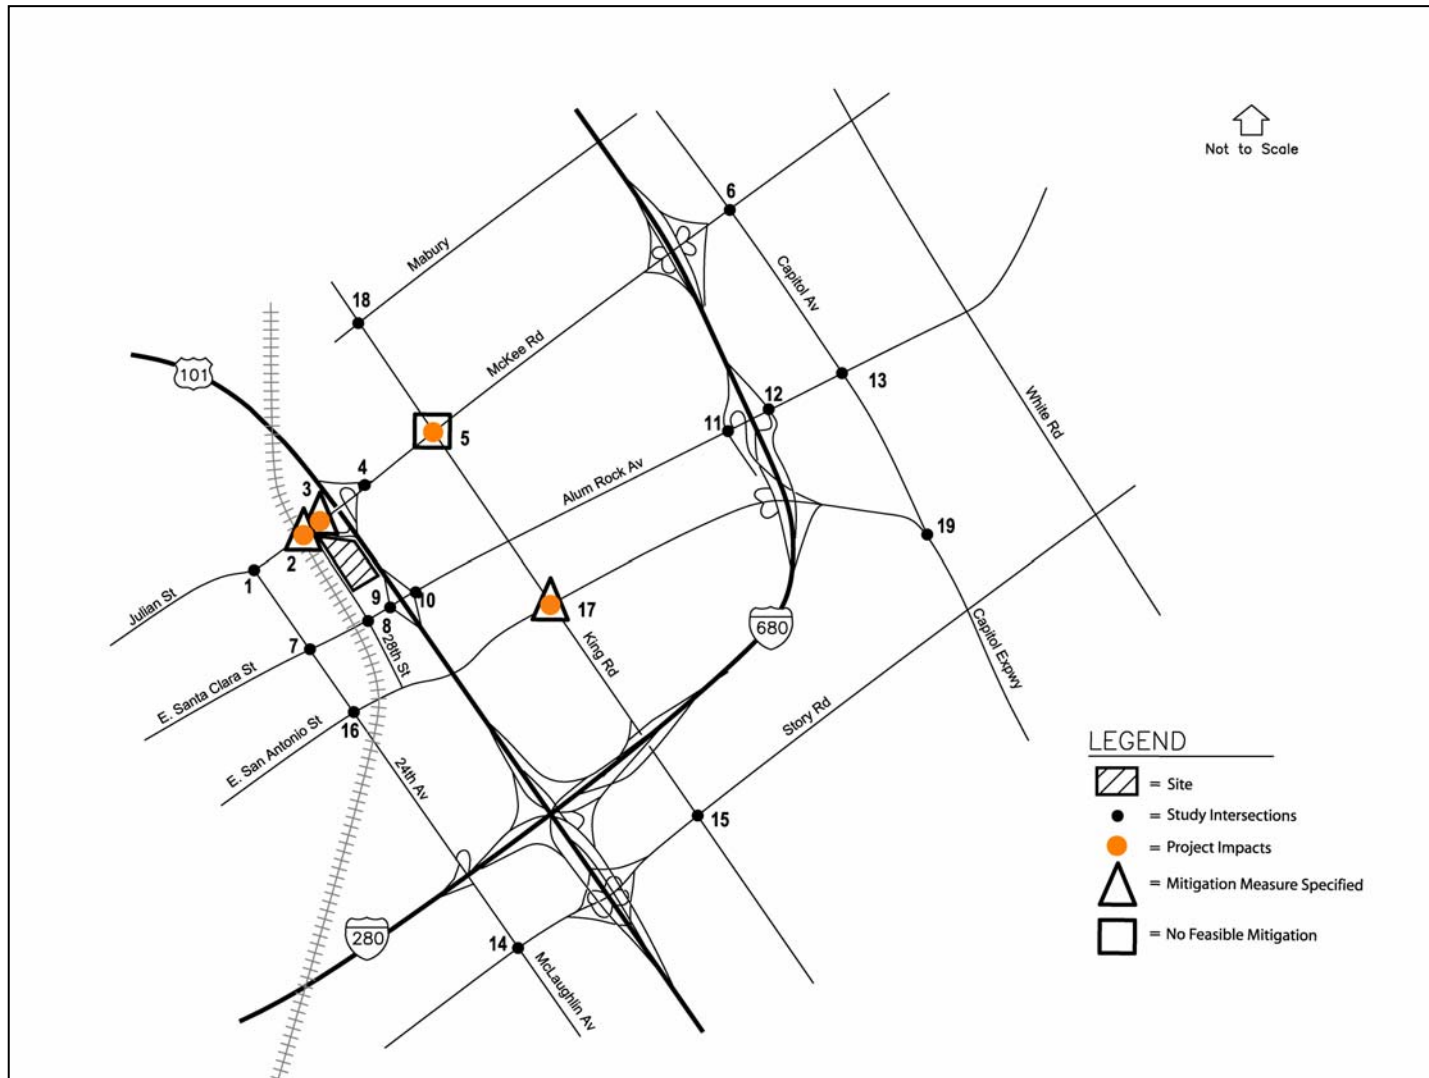 Not to Scale
6
Mabury
Capitol Av
18
McKee Rd
101
12
13
White Rd
11
5
4
Alum Rock Av
3
19
2
1
Julian St
9
10
17
8
28th St
680
7
King Rd
Capitol Expwy
E. Santa Clara St
16
Story Rd
E. San Antonio St
24th Av
LEGEND
= Site
15
= Study Intersections
= Project Impacts
= Mitigation Measure Specified
280
14
= No Feasible Mitigation
McLaughlin Av